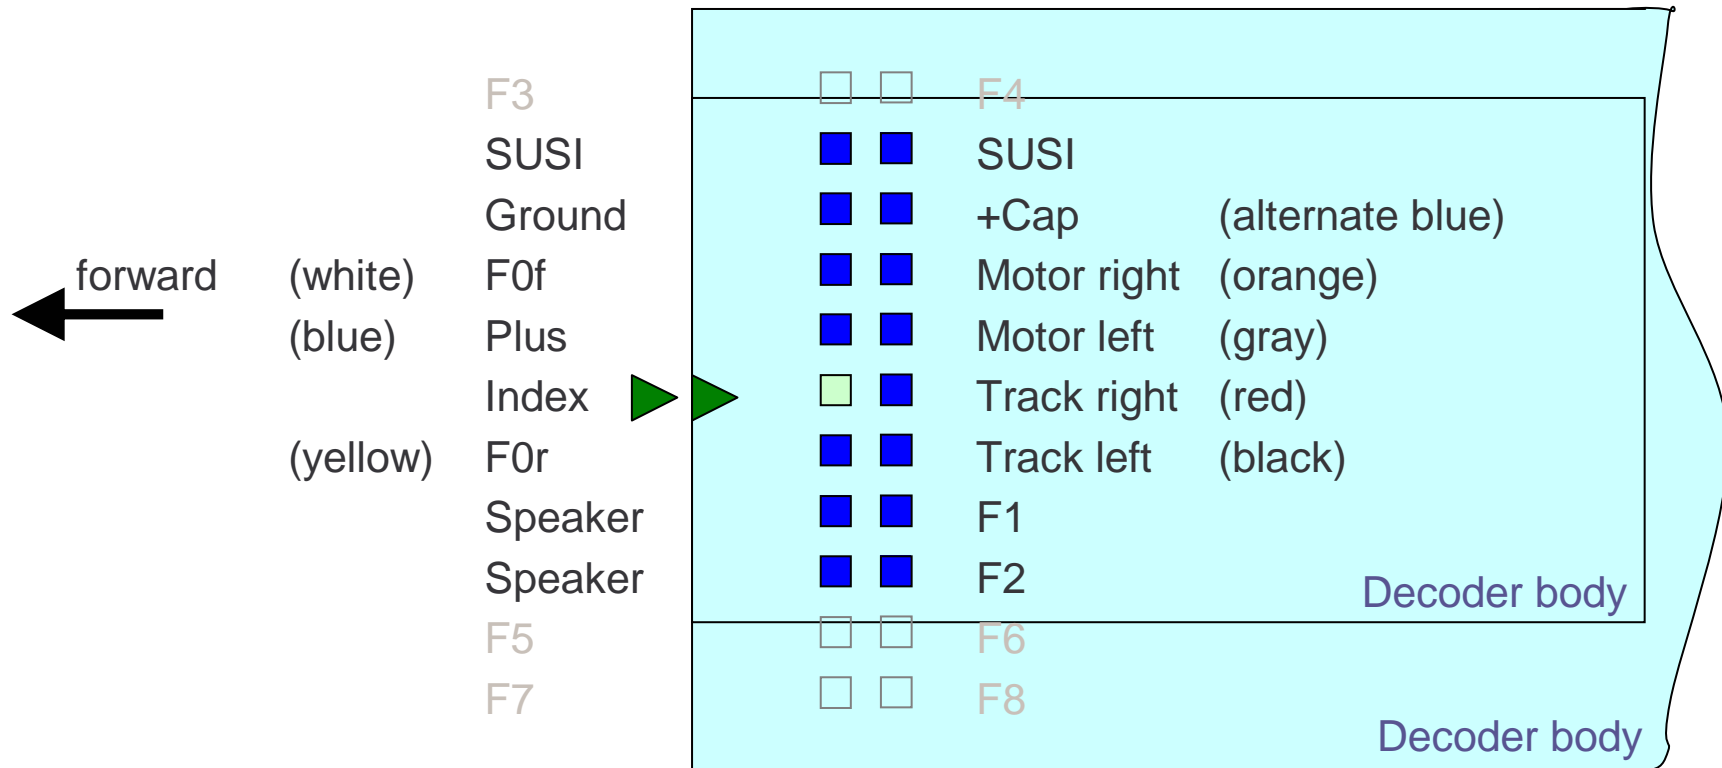 F3 F4
SUSI SUSI
Ground +Cap (alternate blue)
forward (white) F0f Motor right (orange)
(blue) Plus Motor left (gray)
Index Track right (red)
(yellow) F0r Track left (black)
Speaker F1
Speaker F2
Decoder body
F5 F6
F7 F8
Decoder body